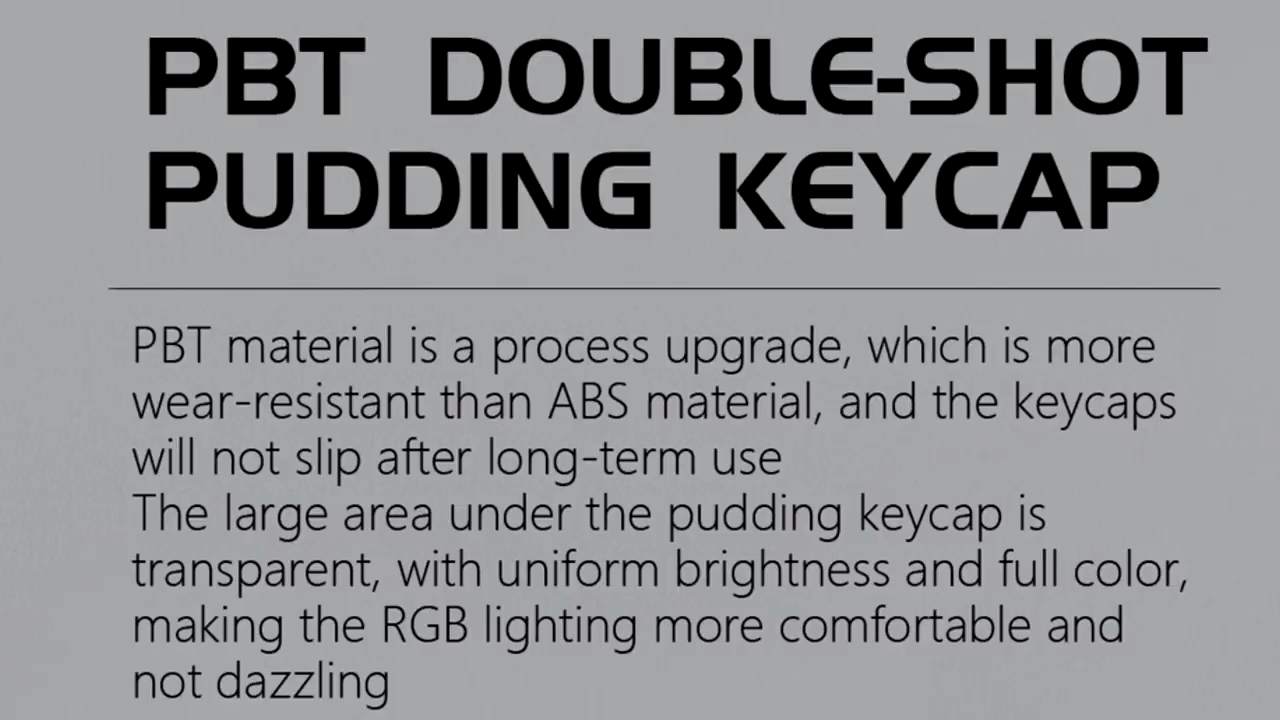 PBT DOUBLE-SHOT
PUDDING KEYCAP
PBT material is a process upgrade, which is more
wear-resistant than ABS material, and the keycaps
will not slip after long-term use
The large area under the pudding keycap is
transparent, with uniform brightness and full color,
making the RGB lighting more comfortable and
not dazzling